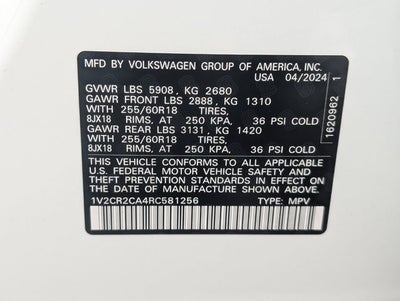 MFD. BY VOLKSWAGEN GROUP OF AMERICA, INC.
USA 04/2024
GVWR LBS 5908, KG 2680
GAWR FRONT LBS 2888, KG 1310
WITH 255/60R18 TIRES,
8JX18 RIMS, AT 250 KPA, 36 PSI COLD
GAWR REAR LBS 3131, KG 1420
WITH 255/60R18 TIRES,
8JX18 RIMS, AT 250 KPA, 36 PSI COLD
THIS VEHICLE CONFORMS TO ALL APPLICABLE
U.S. FEDERAL MOTOR VEHICLE SAFETY
AND THEFT PREVENTION STANDARDS IN
EFFECT ON THE DATE OF MANUFACTURE
SHOWN ABOVE.
1V2CR2CA4RC581256 TYPE: MPV
1620962 1